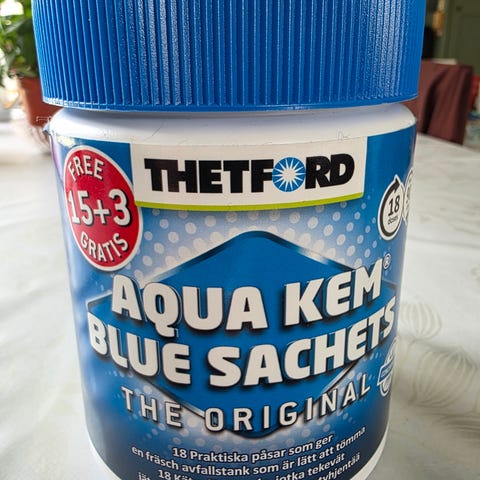 FREE
15+3
GRATIS
THETFORD
18
AQUA KEM®
BLUE SACHETS
THE ORIGINAL
18 Praktiska påsar som ger
en fräsch avfallstank som är lätt att tömma
tekevät